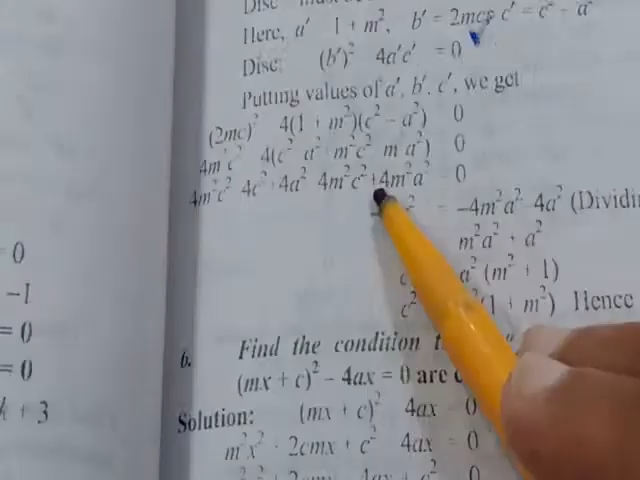 Here, a' 1 + m², b' = 2mc, c' = c² - a²
Disc: (b')² 4a'c' = 0
Putting values of a', b', c', we get
(2mc)² 4(1 + m²)(c² - a²) 0
4m²c² 4(c² a² m²c² m a²) 0
4m²c² 4c² + 4a² 4m²c² + 4m²a² 0
-4m²a² 4a²
m²a² + a²
a² (m² + 1)
c² (1 + m²) Hence
= 0
-1
= 0
= 0
+ 3
6. Find the condition
(mx + c)² - 4ax = 0 are
Solution: (mx + c)² 4ax 0
m²x² + 2cmx + c² 4ax = 0